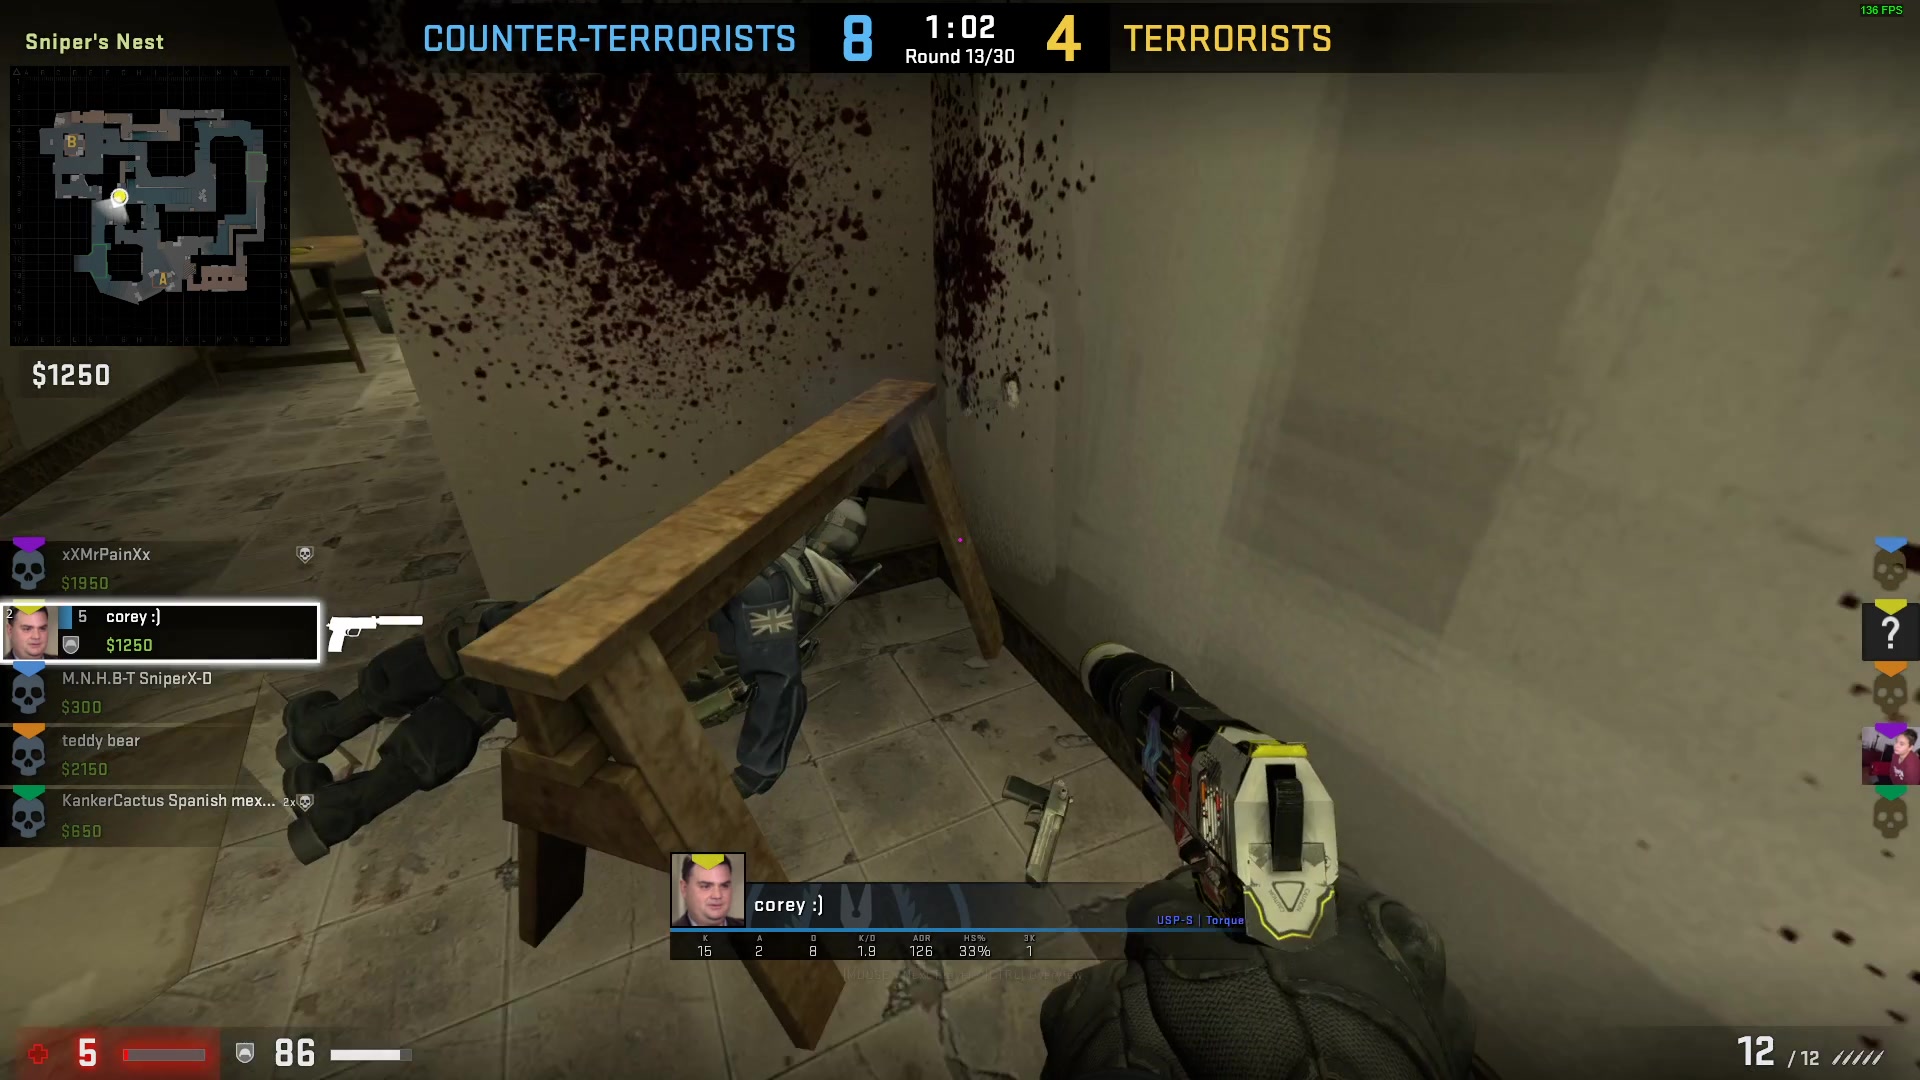 136 FPS
Sniper's Nest
COUNTER-TERRORISTS 8 1:02 4 TERRORISTS
Round 13/30
B
A
$1250
xXMrPainXx
$1950
2 5 corey :)
$1250
M.N.H.B-T SniperX-D
$300
teddy bear
$2150
KankerCactus Spanish mex... 2x
$650
?
corey :)
USP-S | Torque
K A D K/D ADR HS% 3K
15 2 8 1.9 126 33% 1
5 86
12 / 12